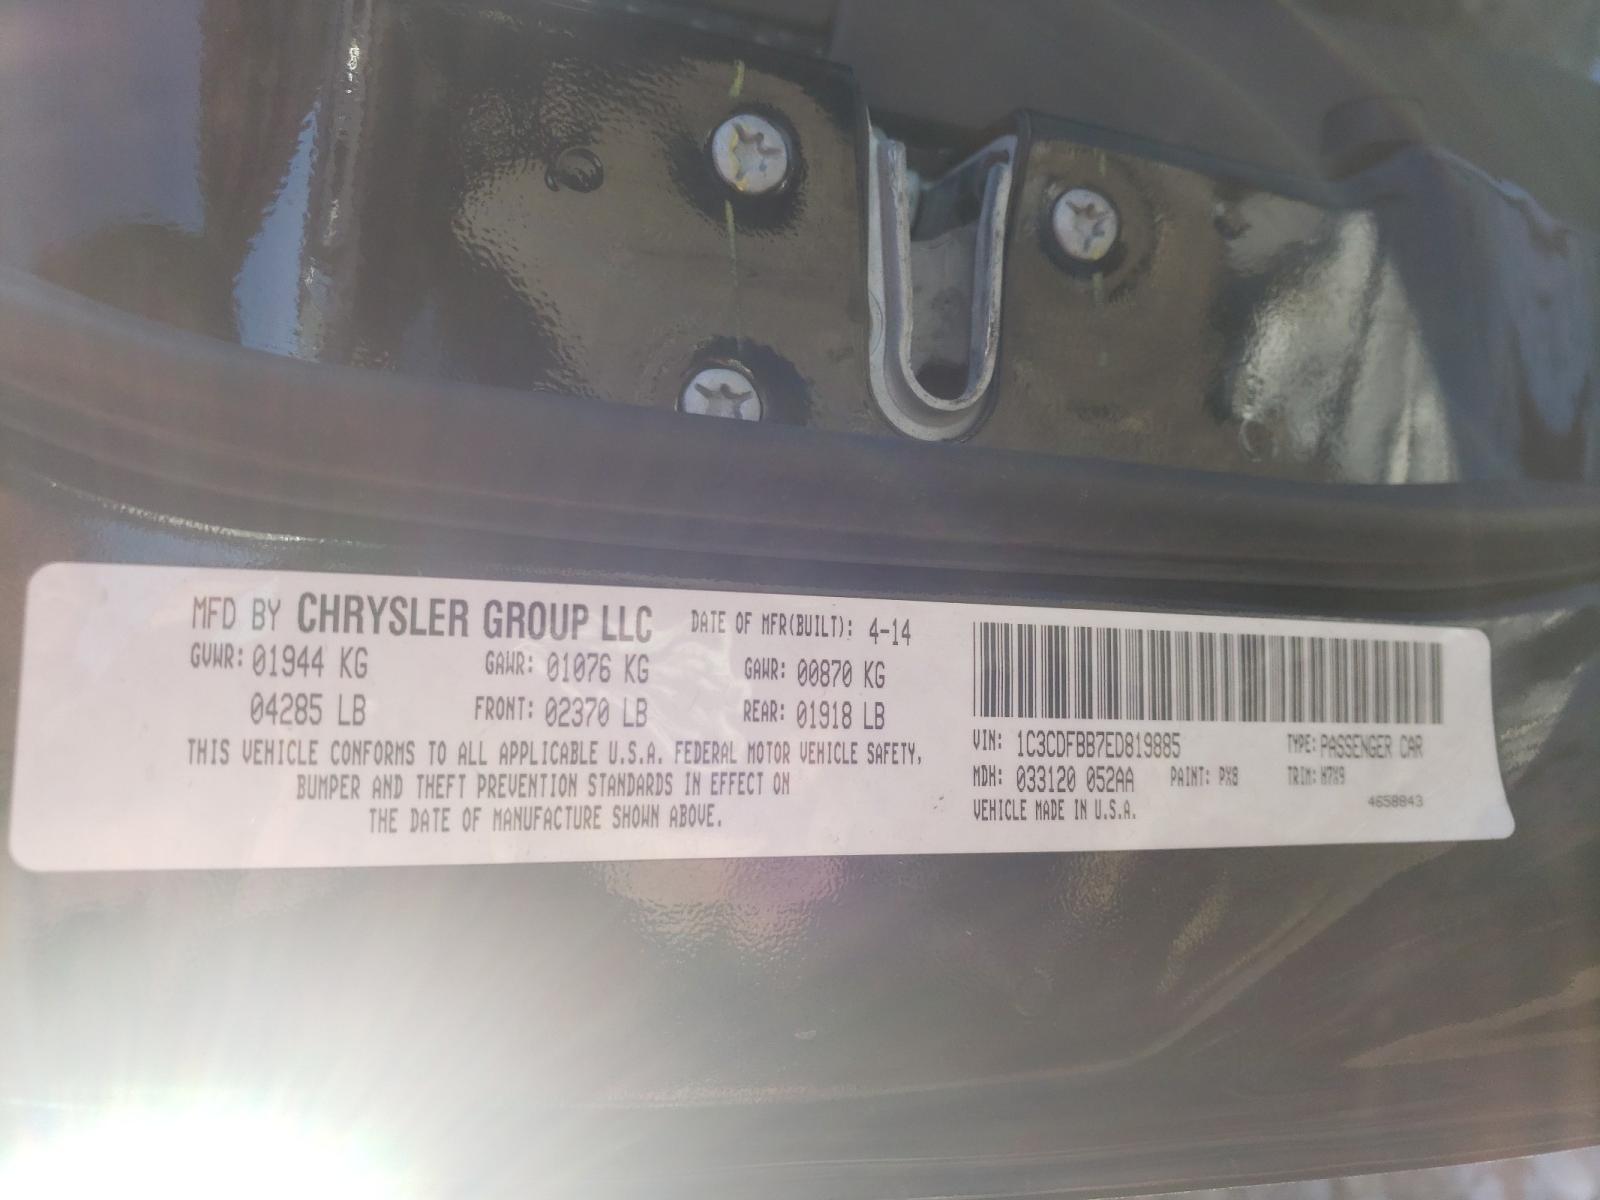 MFD BY CHRYSLER GROUP LLC DATE OF MFR(BUILT): 4-14
GVWR: 01944 KG GAWR: 01076 KG GAWR: 00870 KG
04285 LB FRONT: 02370 LB REAR: 01918 LB
THIS VEHICLE CONFORMS TO ALL APPLICABLE U.S.A. FEDERAL MOTOR VEHICLE SAFETY,
BUMPER AND THEFT PREVENTION STANDARDS IN EFFECT ON
THE DATE OF MANUFACTURE SHOWN ABOVE.
VIN: 1C3CDFBB7ED819885 TYPE: PASSENGER CAR
MDH: 033120 052AA PAINT: PX8 TRIM: H7X9
VEHICLE MADE IN U.S.A. 4658843